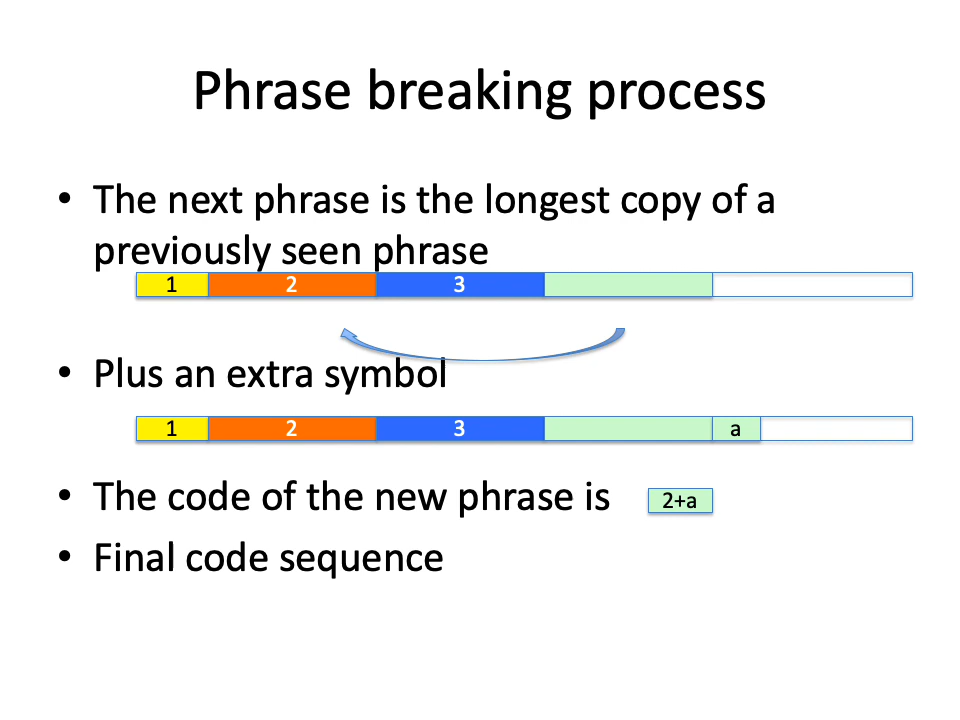 Phrase breaking process
• The next phrase is the longest copy of a
previously seen phrase
1 2 3
• Plus an extra symbol
1 2 3 a
• The code of the new phrase is 2+a
• Final code sequence